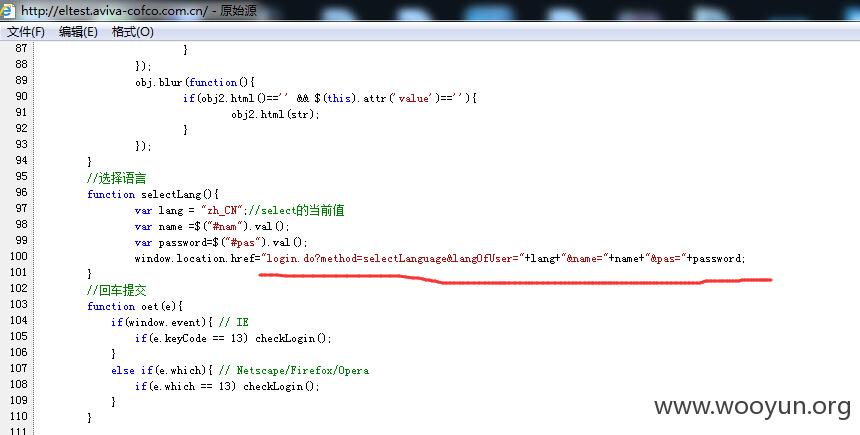 http://eltest.aviva-cofco.com.cn/ - 原始源
文件(F) 编辑(E) 格式(O)
87 }
88 });
89 obj.blur(function(){
90 if(obj2.html()=='' && $(this).attr('value')==''){
91 obj2.html(str);
92 }
93 });
94 }
95 //选择语言
96 function selectLang(){
97 var lang = "zh_CN";//select的当前值
98 var name =$("#nam").val();
99 var password=$("#pas").val();
100 window.location.href="login.do?method=selectLanguage&langOfUser="+lang+"&name="+name+"&pas="+password;
101 }
102 //回车提交
103 function oet(e){
104 if(window.event){ // IE
105 if(e.keyCode == 13) checkLogin();
106 }
107 else if(e.which){ // Netscape/Firefox/Opera
108 if(e.which == 13) checkLogin();
109 }
110 }
111
www.wooyun.org